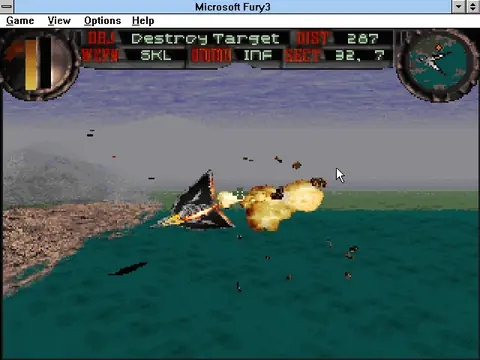 Microsoft Fury3
Game View Options Help
OBJ Destroy Target DIST. 287
WEPN SKL AMMO INF SECT. 32, 7